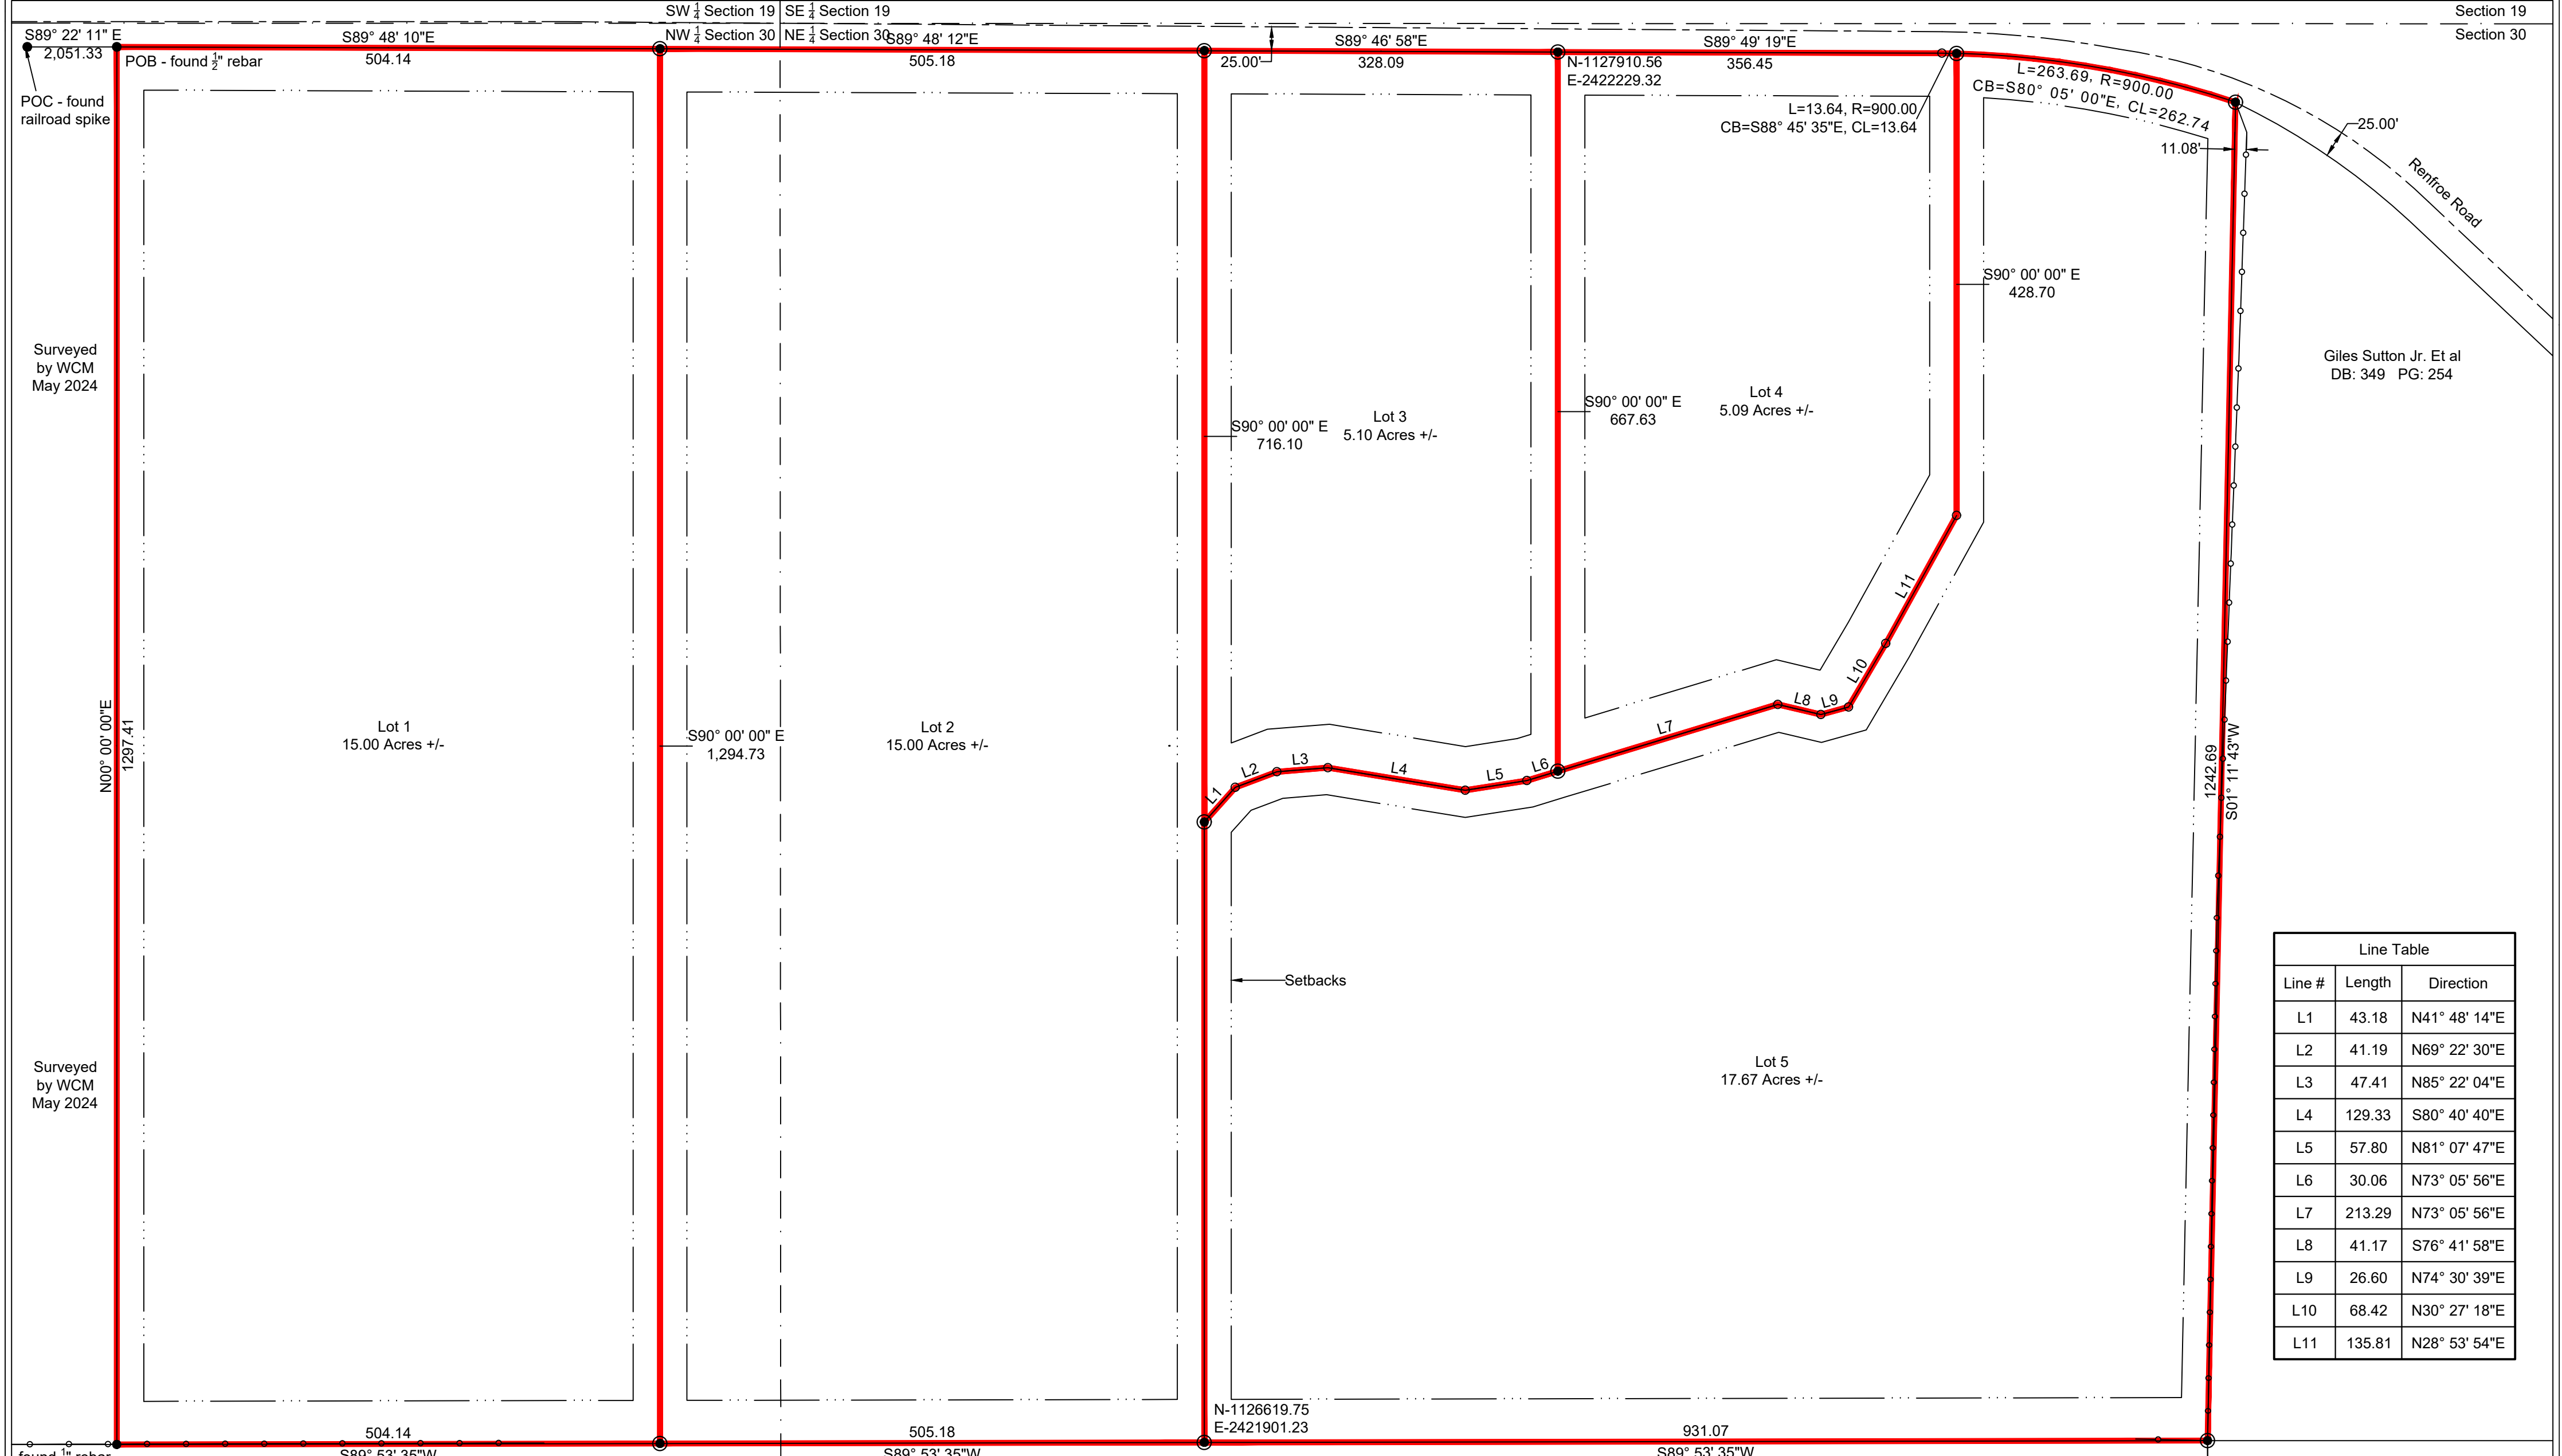 SW 1/4 Section 19
SE 1/4 Section 19
Section 19
NW 1/4 Section 30
NE 1/4 Section 30
Section 30
S89° 22' 11" E
2,051.33
S89° 48' 10"E
504.14
S89° 48' 12"E
505.18
25.00'
S89° 46' 58"E
328.09
S89° 49' 19"E
356.45
POB - found 1/2" rebar
POC - found
railroad spike
N-1127910.56
E-2422229.32
L=13.64, R=900.00
CB=S88° 45' 35"E, CL=13.64
L=263.69, R=900.00
CB=S80° 05' 00"E, CL=262.74
11.08'
25.00'
Renfroe Road
S90° 00' 00" E
428.70
Surveyed
by WCM
May 2024
Giles Sutton Jr. Et al
DB: 349 PG: 254
S90° 00' 00" E
716.10
Lot 3
5.10 Acres +/-
S90° 00' 00" E
667.63
Lot 4
5.09 Acres +/-
N00° 00' 00"E
1297.41
Lot 1
15.00 Acres +/-
S90° 00' 00" E
1,294.73
Lot 2
15.00 Acres +/-
L1
L2
L3
L4
L5
L6
L7
L8
L9
L10
L11
1242.69
S01° 11' 43"W
Setbacks
Surveyed
by WCM
May 2024
Lot 5
17.67 Acres +/-
Line Table
Line # Length Direction
L1 43.18 N41° 48' 14"E
L2 41.19 N69° 22' 30"E
L3 47.41 N85° 22' 04"E
L4 129.33 S80° 40' 40"E
L5 57.80 N81° 07' 47"E
L6 30.06 N73° 05' 56"E
L7 213.29 N73° 05' 56"E
L8 41.17 S76° 41' 58"E
L9 26.60 N74° 30' 39"E
L10 68.42 N30° 27' 18"E
L11 135.81 N28° 53' 54"E
N-1126619.75
E-2421901.23
504.14
S89° 53' 35"W
505.18
S89° 53' 35"W
931.07
S89° 53' 35"W
found 1" rebar